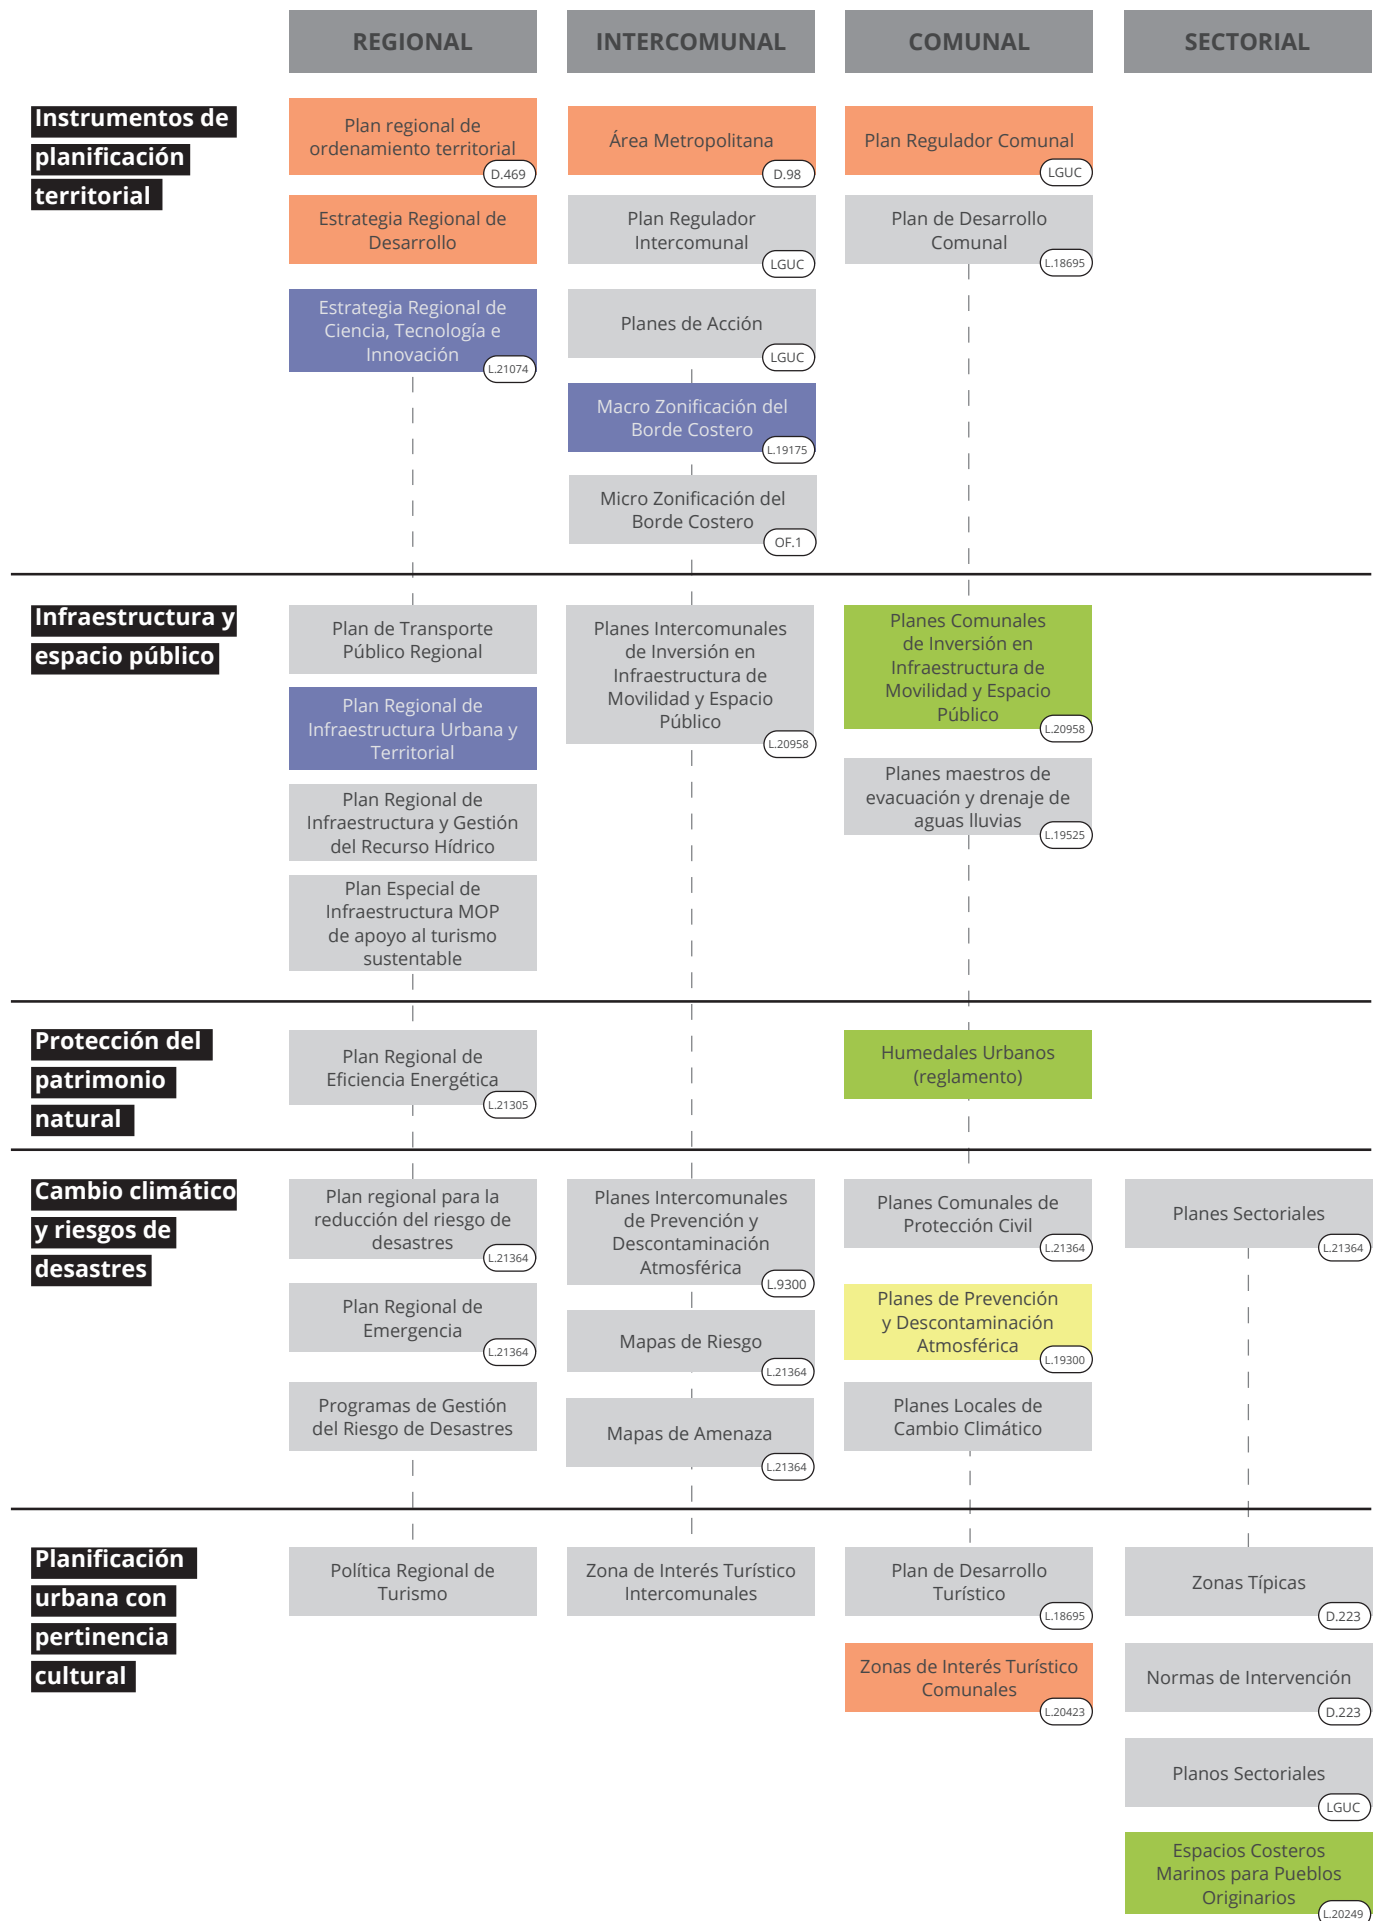 REGIONAL
INTERCOMUNAL
COMUNAL
SECTORIAL
Instrumentos de
planificación
territorial
Plan regional de
ordenamiento territorial
D.469
Estrategia Regional de
Desarrollo
Estrategia Regional de
Ciencia, Tecnología e
Innovación
L.21074
Área Metropolitana
D.98
Plan Regulador
Intercomunal
LGUC
Planes de Acción
LGUC
Macro Zonificación del
Borde Costero
L.19175
Micro Zonificación del
Borde Costero
OF.1
Plan Regulador Comunal
LGUC
Plan de Desarrollo
Comunal
L.18695
Infraestructura y
espacio público
Plan de Transporte
Público Regional
Plan Regional de
Infraestructura Urbana y
Territorial
Plan Regional de
Infraestructura y Gestión
del Recurso Hídrico
Plan Especial de
Infraestructura MOP
de apoyo al turismo
sustentable
Planes Intercomunales
de Inversión en
Infraestructura de
Movilidad y Espacio
Público
L.20958
Planes Comunales
de Inversión en
Infraestructura de
Movilidad y Espacio
Público
L.20958
Planes maestros de
evacuación y drenaje de
aguas lluvias
L.19525
Protección del
patrimonio
natural
Plan Regional de
Eficiencia Energética
L.21305
Humedales Urbanos
(reglamento)
Cambio climático
y riesgos de
desastres
Plan regional para la
reducción del riesgo de
desastres
L.21364
Plan Regional de
Emergencia
L.21364
Programas de Gestión
del Riesgo de Desastres
Planes Intercomunales
de Prevención y
Descontaminación
Atmosférica
L.9300
Mapas de Riesgo
L.21364
Mapas de Amenaza
L.21364
Planes Comunales de
Protección Civil
L.21364
Planes de Prevención
y Descontaminación
Atmosférica
L.19300
Planes Locales de
Cambio Climático
Planes Sectoriales
L.21364
Planificación
urbana con
pertinencia
cultural
Política Regional de
Turismo
Zona de Interés Turístico
Intercomunales
Plan de Desarrollo
Turístico
L.18695
Zonas de Interés Turístico
Comunales
L.20423
Zonas Típicas
D.223
Normas de Intervención
D.223
Planos Sectoriales
LGUC
Espacios Costeros
Marinos para Pueblos
Originarios
L.20249